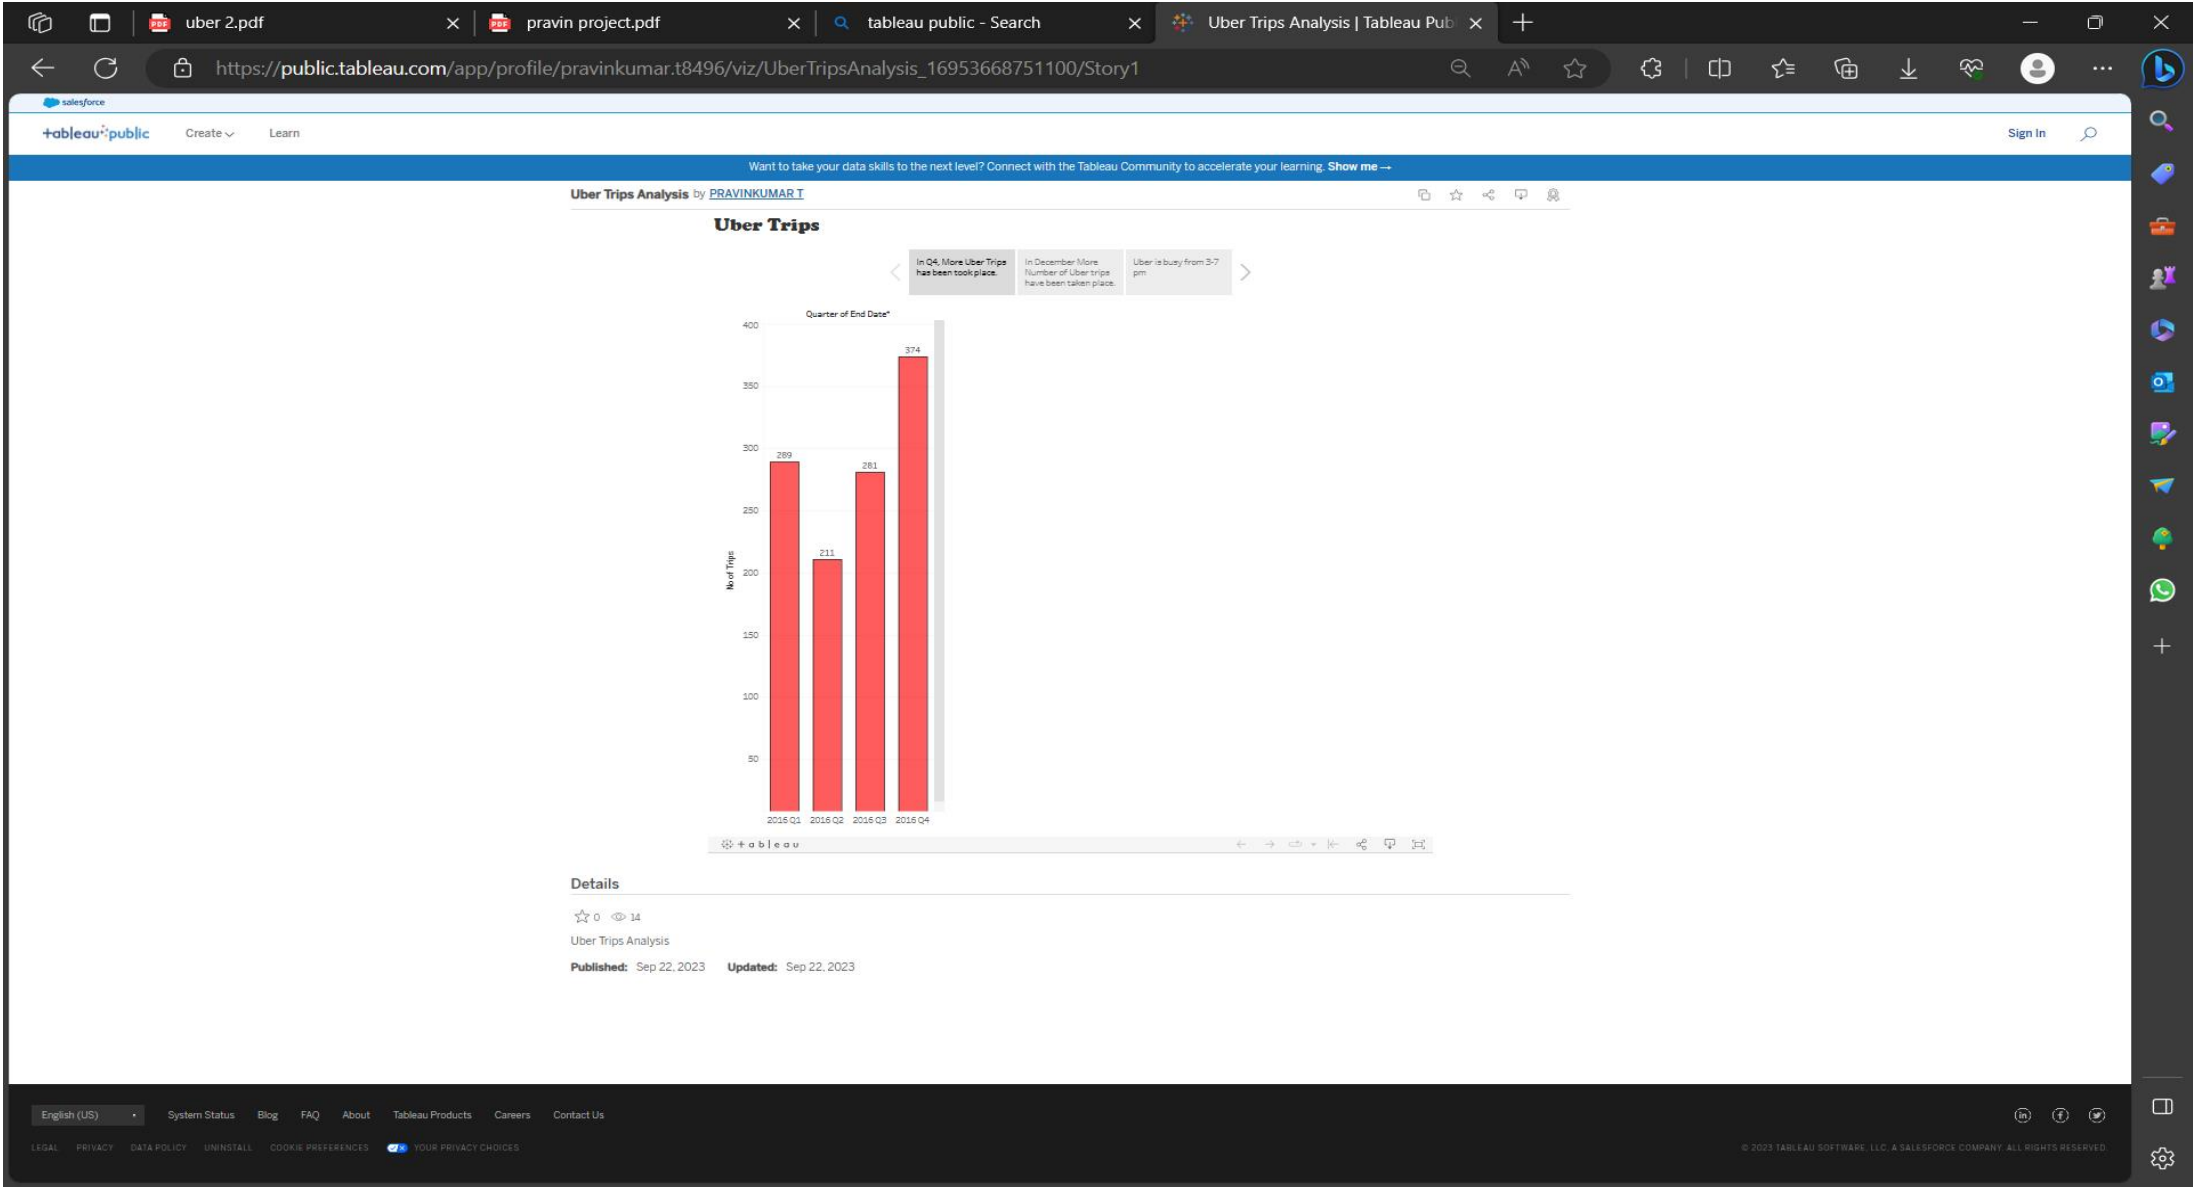 uber 2.pdf
pravin project.pdf
tableau public - Search
Uber Trips Analysis | Tableau Pub
https://public.tableau.com/app/profile/pravinkumar.t8496/viz/UberTripsAnalysis_16953668751100/Story1
salesforce
+ableau public
Create
Learn
Sign In
Want to take your data skills to the next level? Connect with the Tableau Community to accelerate your learning. Show me →
Uber Trips Analysis by PRAVINKUMAR T
Uber Trips
In Q4, More Uber Trips
has been took place.
In December More
Number of Uber trips
have been taken place.
Uber is busy from 3-7
pm
Quarter of End Date*
400
374
350
300
289
281
250
211
No of Trips
200
150
100
50
2016 Q1 2016 Q2 2016 Q3 2016 Q4
+ableau
Details
0 14
Uber Trips Analysis
Published: Sep 22, 2023 Updated: Sep 22, 2023
English (US)
System Status Blog FAQ About Tableau Products Careers Contact Us
LEGAL PRIVACY DATA POLICY UNINSTALL COOKIE PREFERENCES YOUR PRIVACY CHOICES
© 2023 TABLEAU SOFTWARE, LLC, A SALESFORCE COMPANY. ALL RIGHTS RESERVED.